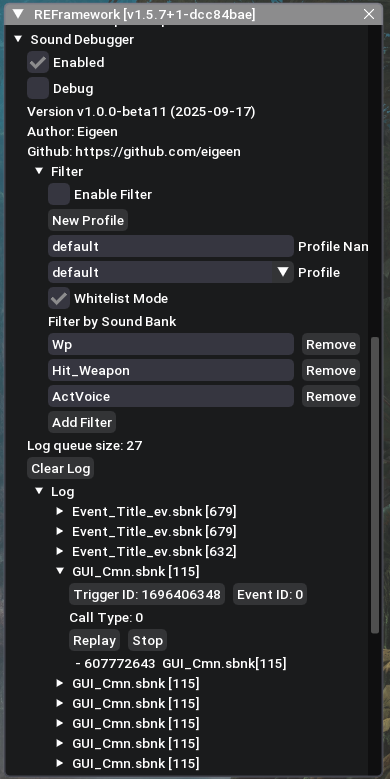 REFramework [v1.5.7+1-dcc84bae]
Sound Debugger
Enabled
Debug
Version v1.0.0-beta11 (2025-09-17)
Author: Eigeen
Github: https://github.com/eigeen
Filter
Enable Filter
New Profile
default Profile Nam
default Profile
Whitelist Mode
Filter by Sound Bank
Wp Remove
Hit_Weapon Remove
ActVoice Remove
Add Filter
Log queue size: 27
Clear Log
Log
Event_Title_ev.sbnk [679]
Event_Title_ev.sbnk [679]
Event_Title_ev.sbnk [632]
GUI_Cmn.sbnk [115]
Trigger ID: 1696406348 Event ID: 0
Call Type: 0
Replay Stop
- 607772643 GUI_Cmn.sbnk[115]
GUI_Cmn.sbnk [115]
GUI_Cmn.sbnk [115]
GUI_Cmn.sbnk [115]
GUI_Cmn.sbnk [115]
GUI_Cmn.sbnk [115]